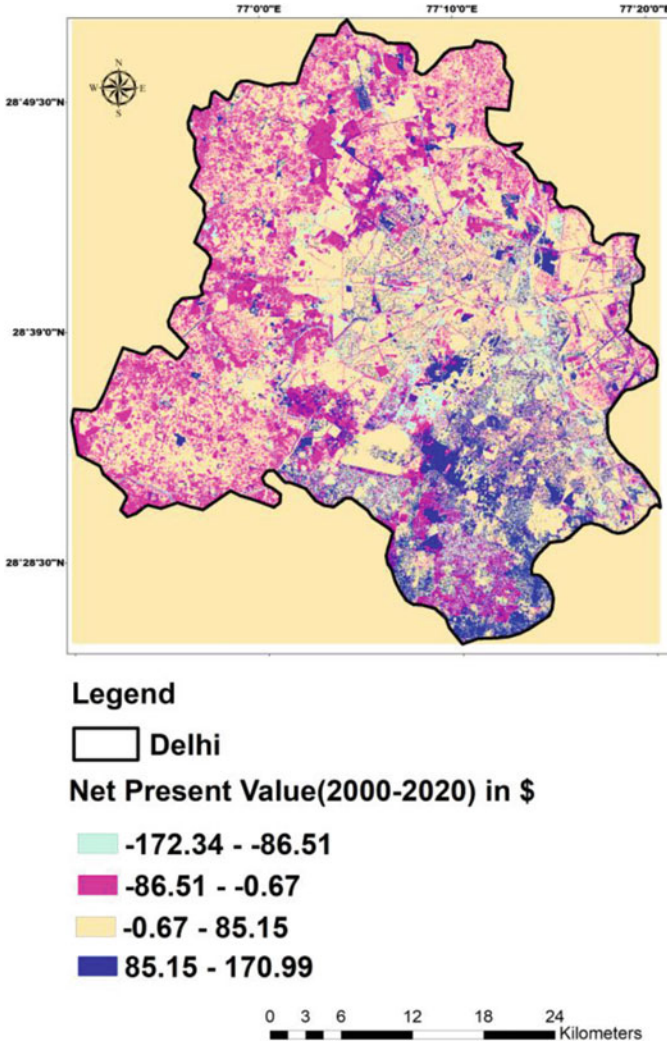 77°0'0"E 77°10'0"E 77°20'0"E
N
W E
S
28°49'30"N
28°39'0"N
28°28'30"N
Legend
Delhi
Net Present Value(2000-2020) in $
-172.34 - -86.51
-86.51 - -0.67
-0.67 - 85.15
85.15 - 170.99
0 3 6 12 18 24
Kilometers